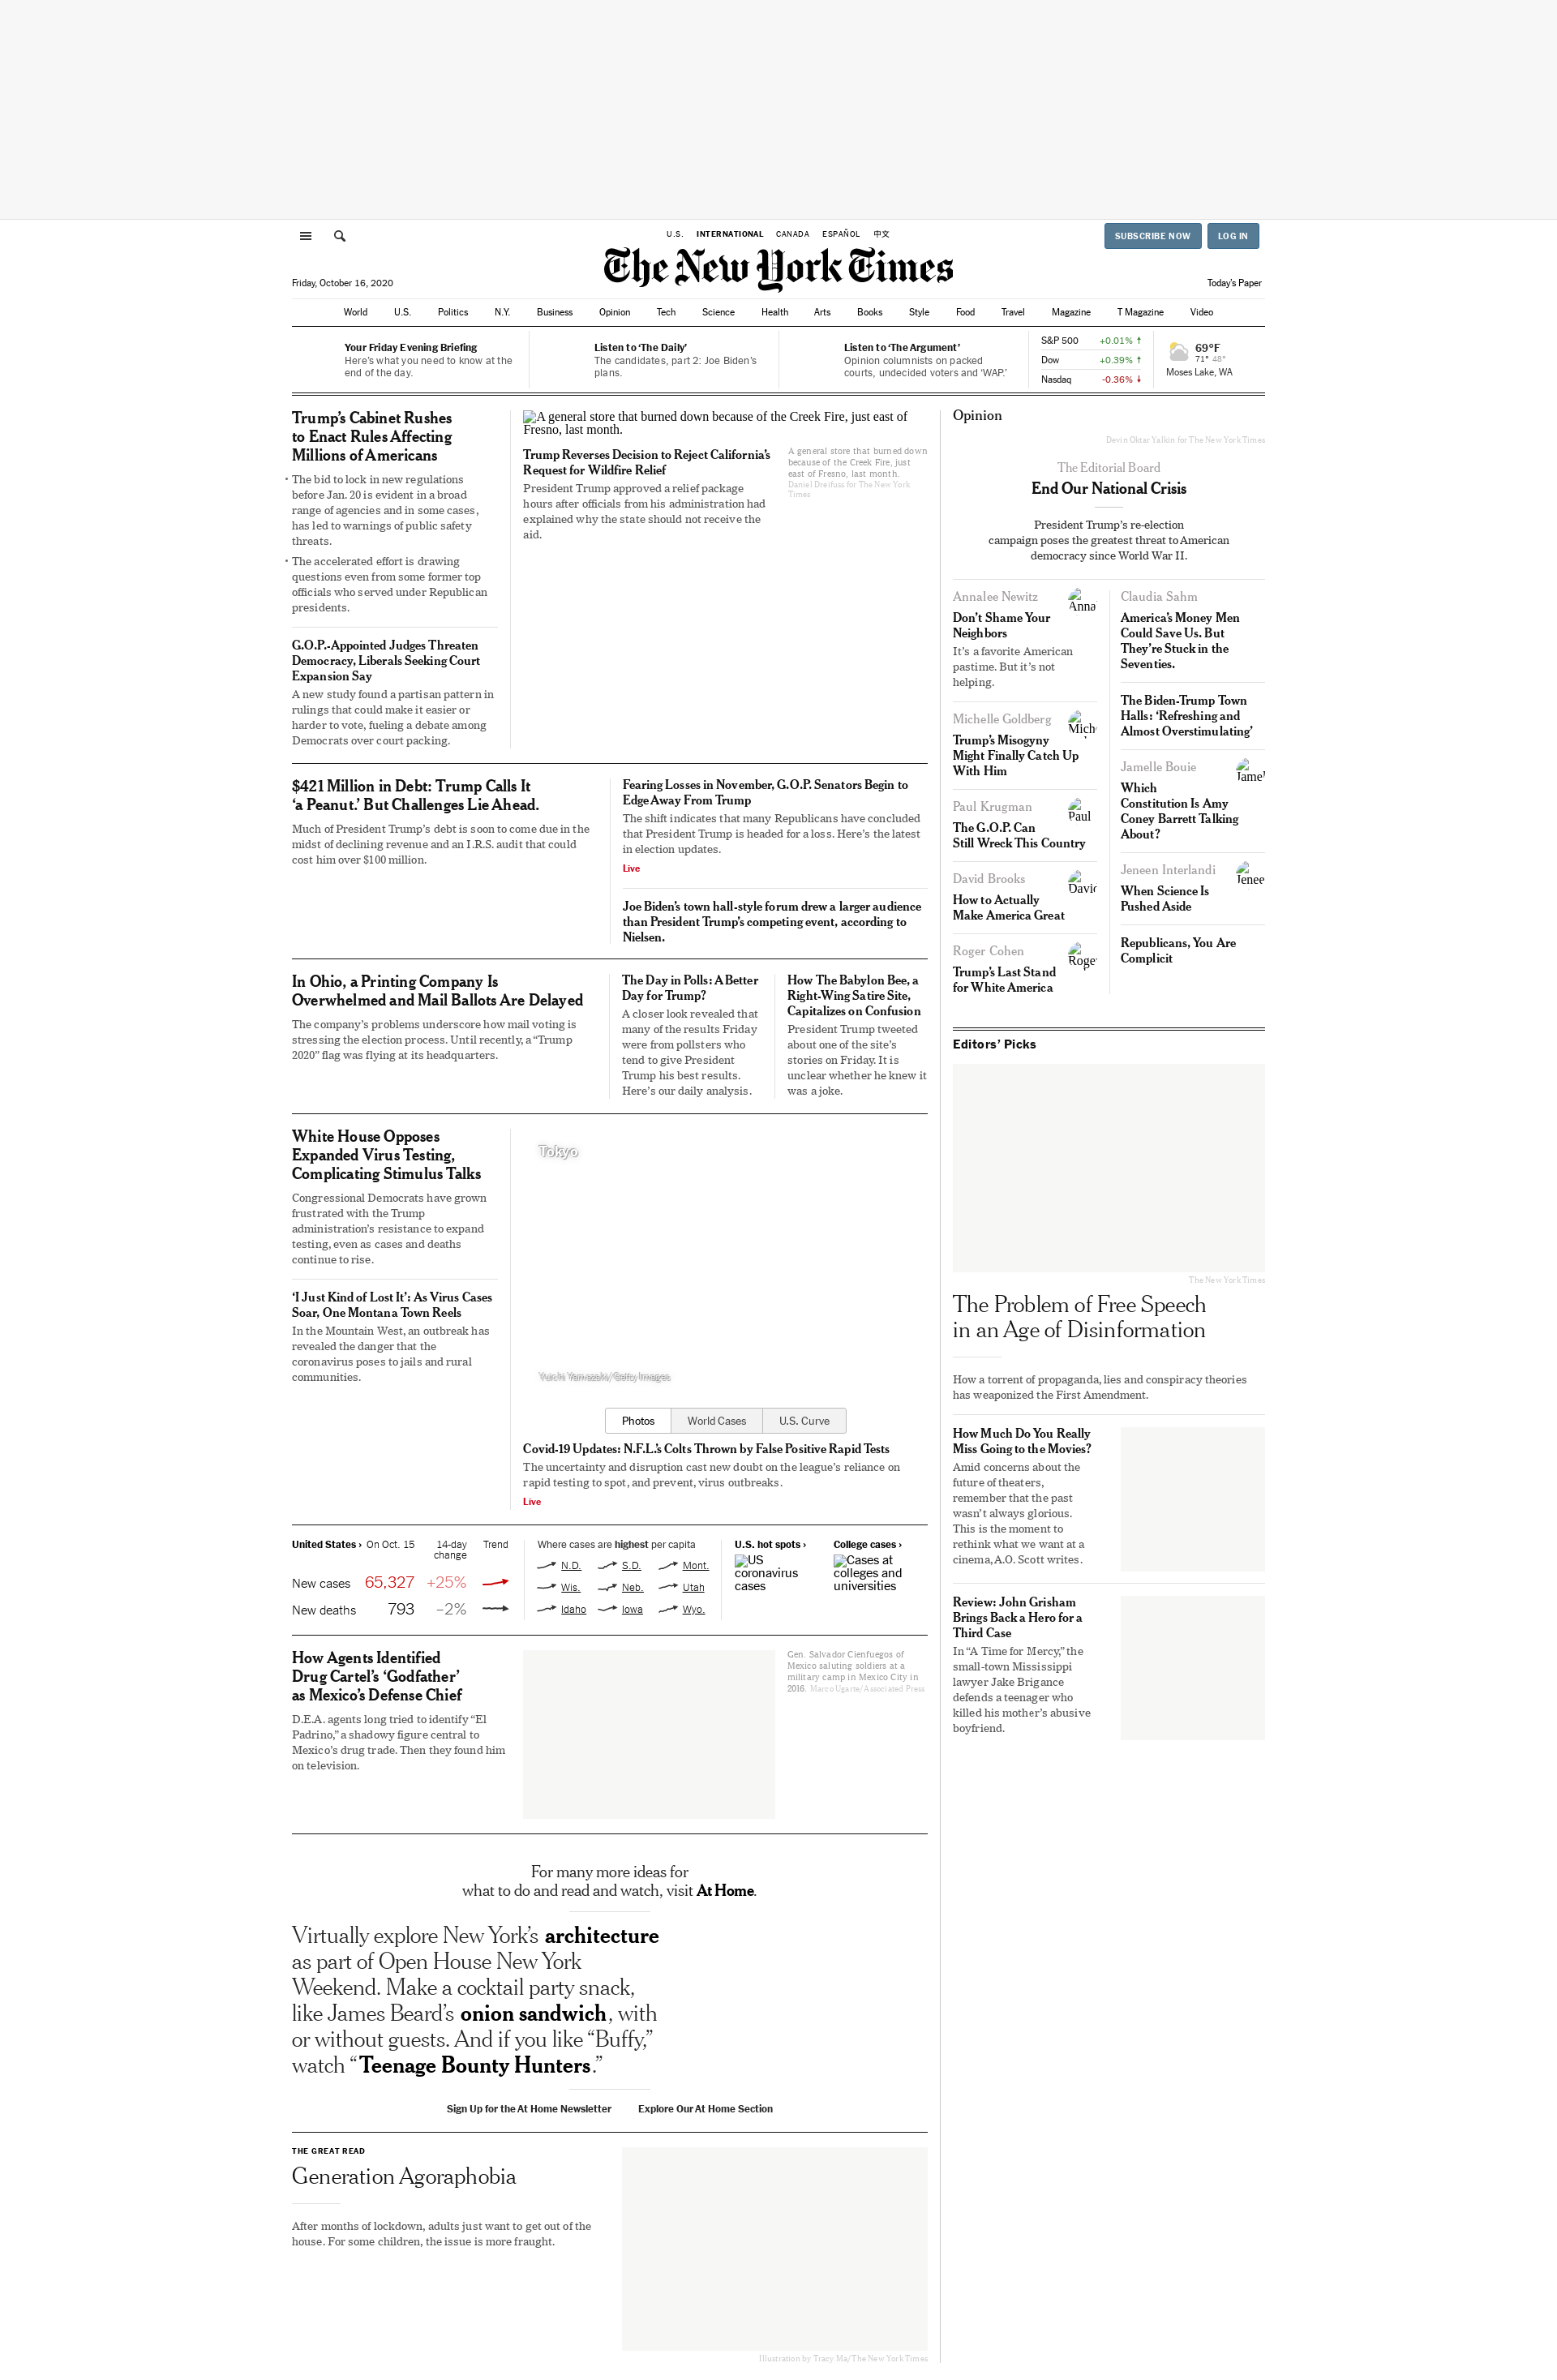 U.S. INTERNATIONAL CANADA ESPAÑOL 中文
SUBSCRIBE NOW LOG IN
The New York Times
Friday, October 16, 2020
Today's Paper
World U.S. Politics N.Y. Business Opinion Tech Science Health Arts Books Style Food Travel Magazine T Magazine Video
Your Friday Evening Briefing
Here's what you need to know at the
end of the day.
Listen to 'The Daily'
The candidates, part 2: Joe Biden's
plans.
Listen to 'The Argument'
Opinion columnists on packed
courts, undecided voters and 'WAP.'
S&P 500 +0.01%
Dow +0.39%
Nasdaq -0.36%
69°F
71° 48°
Moses Lake, WA
Trump's Cabinet Rushes
to Enact Rules Affecting
Millions of Americans
• The bid to lock in new regulations
before Jan. 20 is evident in a broad
range of agencies and in some cases,
has led to warnings of public safety
threats.
• The accelerated effort is drawing
questions even from some former top
officials who served under Republican
presidents.
G.O.P.-Appointed Judges Threaten
Democracy, Liberals Seeking Court
Expansion Say
A new study found a partisan pattern in
rulings that could make it easier or
harder to vote, fueling a debate among
Democrats over court packing.
A general store that burned down because of the Creek Fire, just east of
Fresno, last month.
Trump Reverses Decision to Reject California's
Request for Wildfire Relief
President Trump approved a relief package
hours after officials from his administration had
explained why the state should not receive the
aid.
A general store that burned down
because of the Creek Fire, just
east of Fresno, last month.
Daniel Dreifuss for The New York
Times
$421 Million in Debt: Trump Calls It
'a Peanut.' But Challenges Lie Ahead.
Much of President Trump's debt is soon to come due in the
midst of declining revenue and an I.R.S. audit that could
cost him over $100 million.
Fearing Losses in November, G.O.P. Senators Begin to
Edge Away From Trump
The shift indicates that many Republicans have concluded
that President Trump is headed for a loss. Here's the latest
in election updates.
Live
Joe Biden's town hall-style forum drew a larger audience
than President Trump's competing event, according to
Nielsen.
In Ohio, a Printing Company Is
Overwhelmed and Mail Ballots Are Delayed
The company's problems underscore how mail voting is
stressing the election process. Until recently, a "Trump
2020" flag was flying at its headquarters.
The Day in Polls: A Better
Day for Trump?
A closer look revealed that
many of the results Friday
were from pollsters who
tend to give President
Trump his best results.
Here's our daily analysis.
How The Babylon Bee, a
Right-Wing Satire Site,
Capitalizes on Confusion
President Trump tweeted
about one of the site's
stories on Friday. It is
unclear whether he knew it
was a joke.
White House Opposes
Expanded Virus Testing,
Complicating Stimulus Talks
Congressional Democrats have grown
frustrated with the Trump
administration's resistance to expand
testing, even as cases and deaths
continue to rise.
'I Just Kind of Lost It': As Virus Cases
Soar, One Montana Town Reels
In the Mountain West, an outbreak has
revealed the danger that the
coronavirus poses to jails and rural
communities.
Tokyo
Yuichi Yamazaki/Getty Images
Photos World Cases U.S. Curve
Covid-19 Updates: N.F.L.'s Colts Thrown by False Positive Rapid Tests
The uncertainty and disruption cast new doubt on the league's reliance on
rapid testing to spot, and prevent, virus outbreaks.
Live
United States › On Oct. 15 14-day
change Trend
New cases 65,327 +25%
New deaths 793 –2%
Where cases are highest per capita
N.D. S.D. Mont.
Wis. Neb. Utah
Idaho Iowa Wyo.
U.S. hot spots ›
US
coronavirus
cases
College cases ›
Cases at
colleges and
universities
How Agents Identified
Drug Cartel's 'Godfather'
as Mexico's Defense Chief
D.E.A. agents long tried to identify "El
Padrino," a shadowy figure central to
Mexico's drug trade. Then they found him
on television.
Gen. Salvador Cienfuegos of
Mexico saluting soldiers at a
military camp in Mexico City in
2016. Marco Ugarte/Associated Press
For many more ideas for
what to do and read and watch, visit At Home.
Virtually explore New York's architecture
as part of Open House New York
Weekend. Make a cocktail party snack,
like James Beard's onion sandwich, with
or without guests. And if you like "Buffy,"
watch "Teenage Bounty Hunters."
Sign Up for the At Home Newsletter Explore Our At Home Section
THE GREAT READ
Generation Agoraphobia
After months of lockdown, adults just want to get out of the
house. For some children, the issue is more fraught.
Illustration by Tracy Ma/The New York Times
Opinion
Devin Oktar Yalkin for The New York Times
The Editorial Board
End Our National Crisis
President Trump's re-election
campaign poses the greatest threat to American
democracy since World War II.
Annalee Newitz
Anna
Don't Shame Your
Neighbors
It's a favorite American
pastime. But it's not
helping.
Michelle Goldberg
Trump's Misogyny
Might Finally Catch Up
With Him
Paul Krugman
Paul
The G.O.P. Can
Still Wreck This Country
David Brooks
David
How to Actually
Make America Great
Roger Cohen
Roger
Trump's Last Stand
for White America
Claudia Sahm
America's Money Men
Could Save Us. But
They're Stuck in the
Seventies.
The Biden-Trump Town
Halls: 'Refreshing and
Almost Overstimulating'
Jamelle Bouie
Which
Constitution Is Amy
Coney Barrett Talking
About?
Jeneen Interlandi
Jenee
When Science Is
Pushed Aside
Republicans, You Are
Complicit
Editors' Picks
The New York Times
The Problem of Free Speech
in an Age of Disinformation
How a torrent of propaganda, lies and conspiracy theories
has weaponized the First Amendment.
How Much Do You Really
Miss Going to the Movies?
Amid concerns about the
future of theaters,
remember that the past
wasn't always glorious.
This is the moment to
rethink what we want at a
cinema, A.O. Scott writes.
Review: John Grisham
Brings Back a Hero for a
Third Case
In "A Time for Mercy," the
small-town Mississippi
lawyer Jake Brigance
defends a teenager who
killed his mother's abusive
boyfriend.